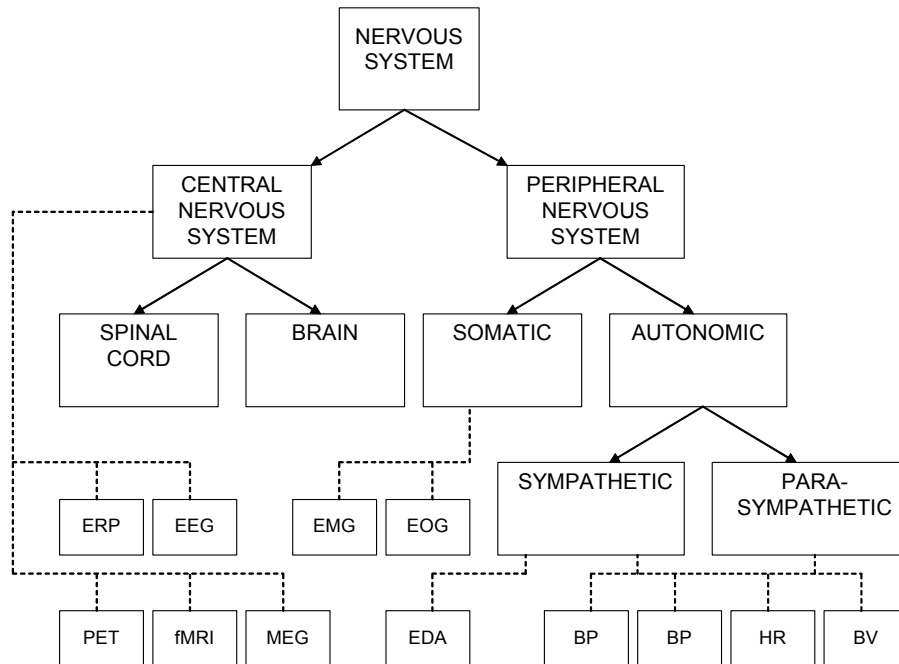 NERVOUS
SYSTEM
CENTRAL
NERVOUS
SYSTEM
PERIPHERAL
NERVOUS
SYSTEM
SPINAL
CORD
BRAIN
SOMATIC
AUTONOMIC
SYMPATHETIC
PARA-
SYMPATHETIC
ERP
EEG
EMG
EOG
PET
fMRI
MEG
EDA
BP
BP
HR
BV